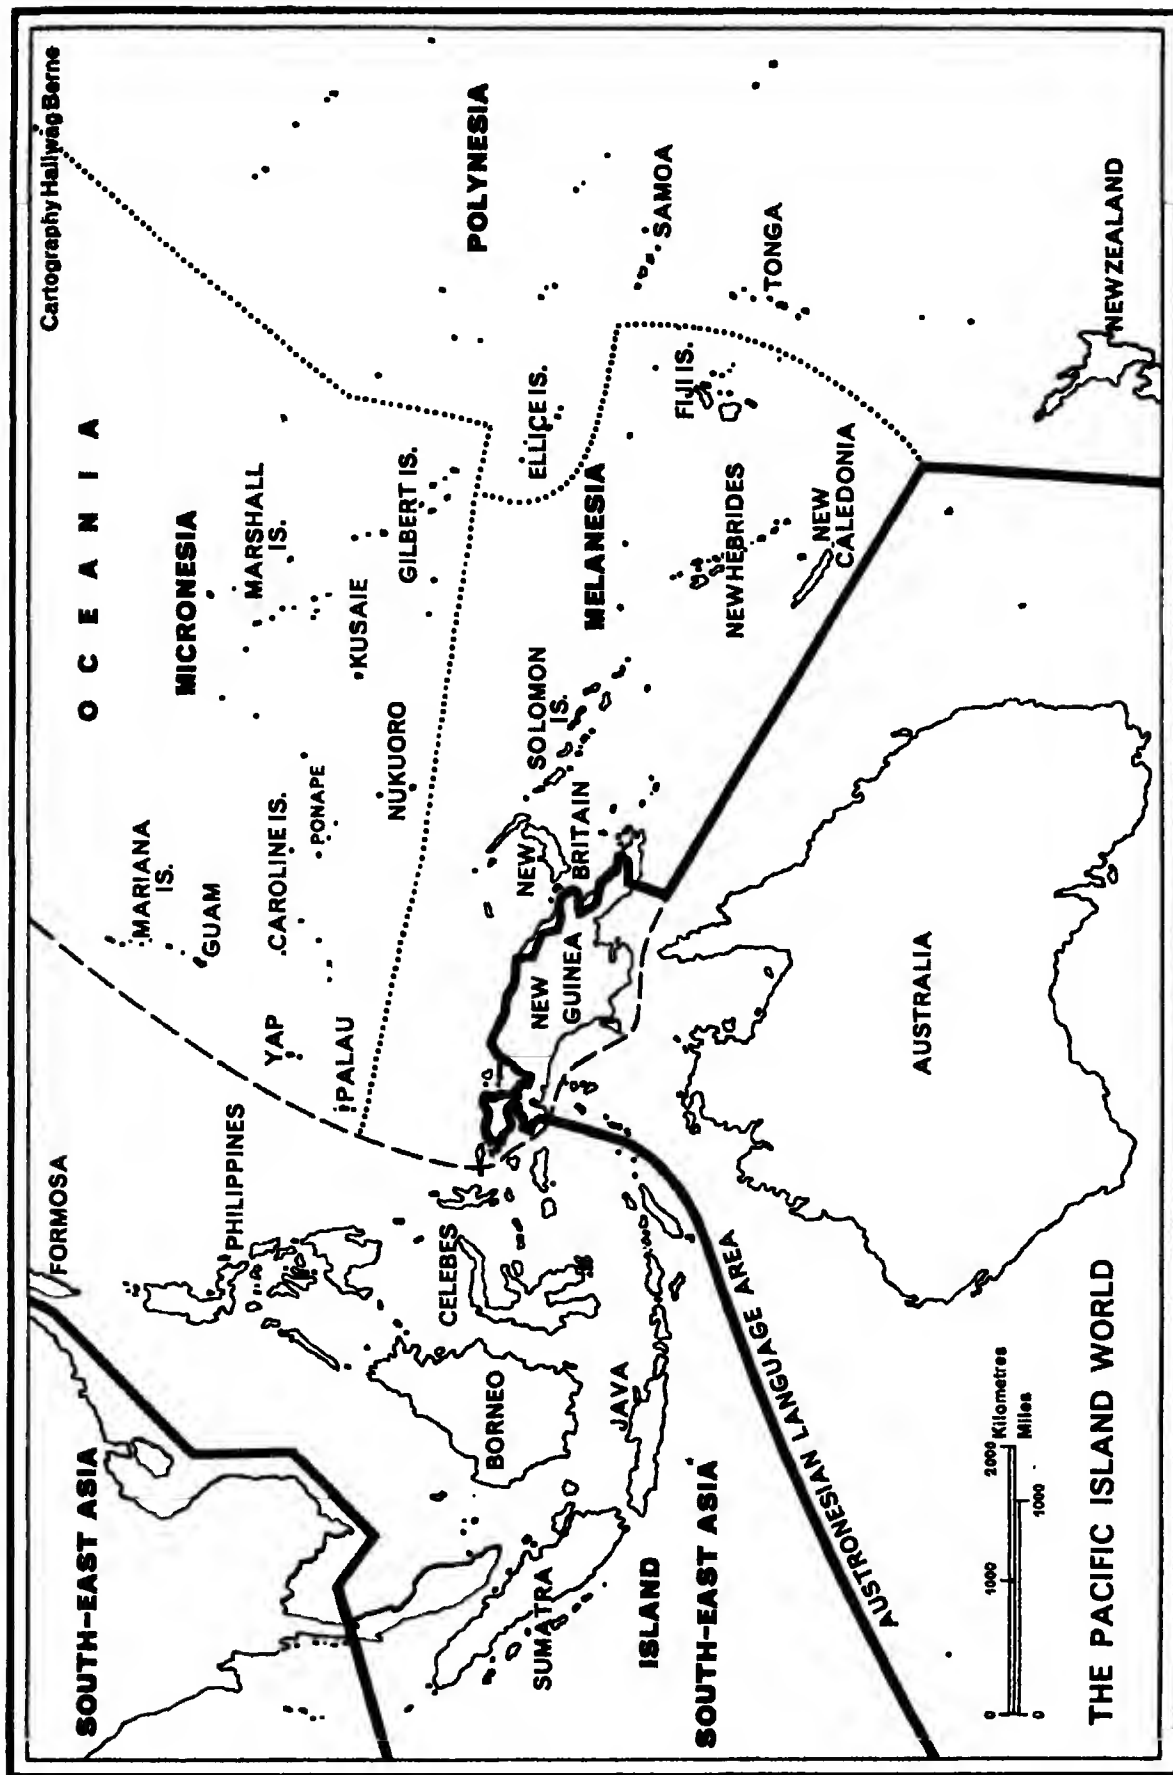 Cartography Hallwag Berne
OCEANIA
SOUTH-EAST ASIA
FORMOSA
PHILIPPINES
MARIANA
IS.
GUAM
MICRONESIA
MARSHALL
IS.
YAP
CAROLINE IS.
PALAU
PONAPE
KUSAIE
NUKUORO
GILBERT IS.
POLYNESIA
CELEBES
BORNEO
NEW
GUINEA
NEW
BRITAIN
SOLOMON
IS.
ELLICE IS.
MELANESIA
SUMATRA
JAVA
ISLAND
SOUTH-EAST ASIA
SAMOA
FIJI IS.
TONGA
NEW HEBRIDES
NEW
CALEDONIA
AUSTRONESIAN LANGUAGE AREA
AUSTRALIA
NEW ZEALAND
0 1000 2000 Kilometres
0 1000 Miles
THE PACIFIC ISLAND WORLD